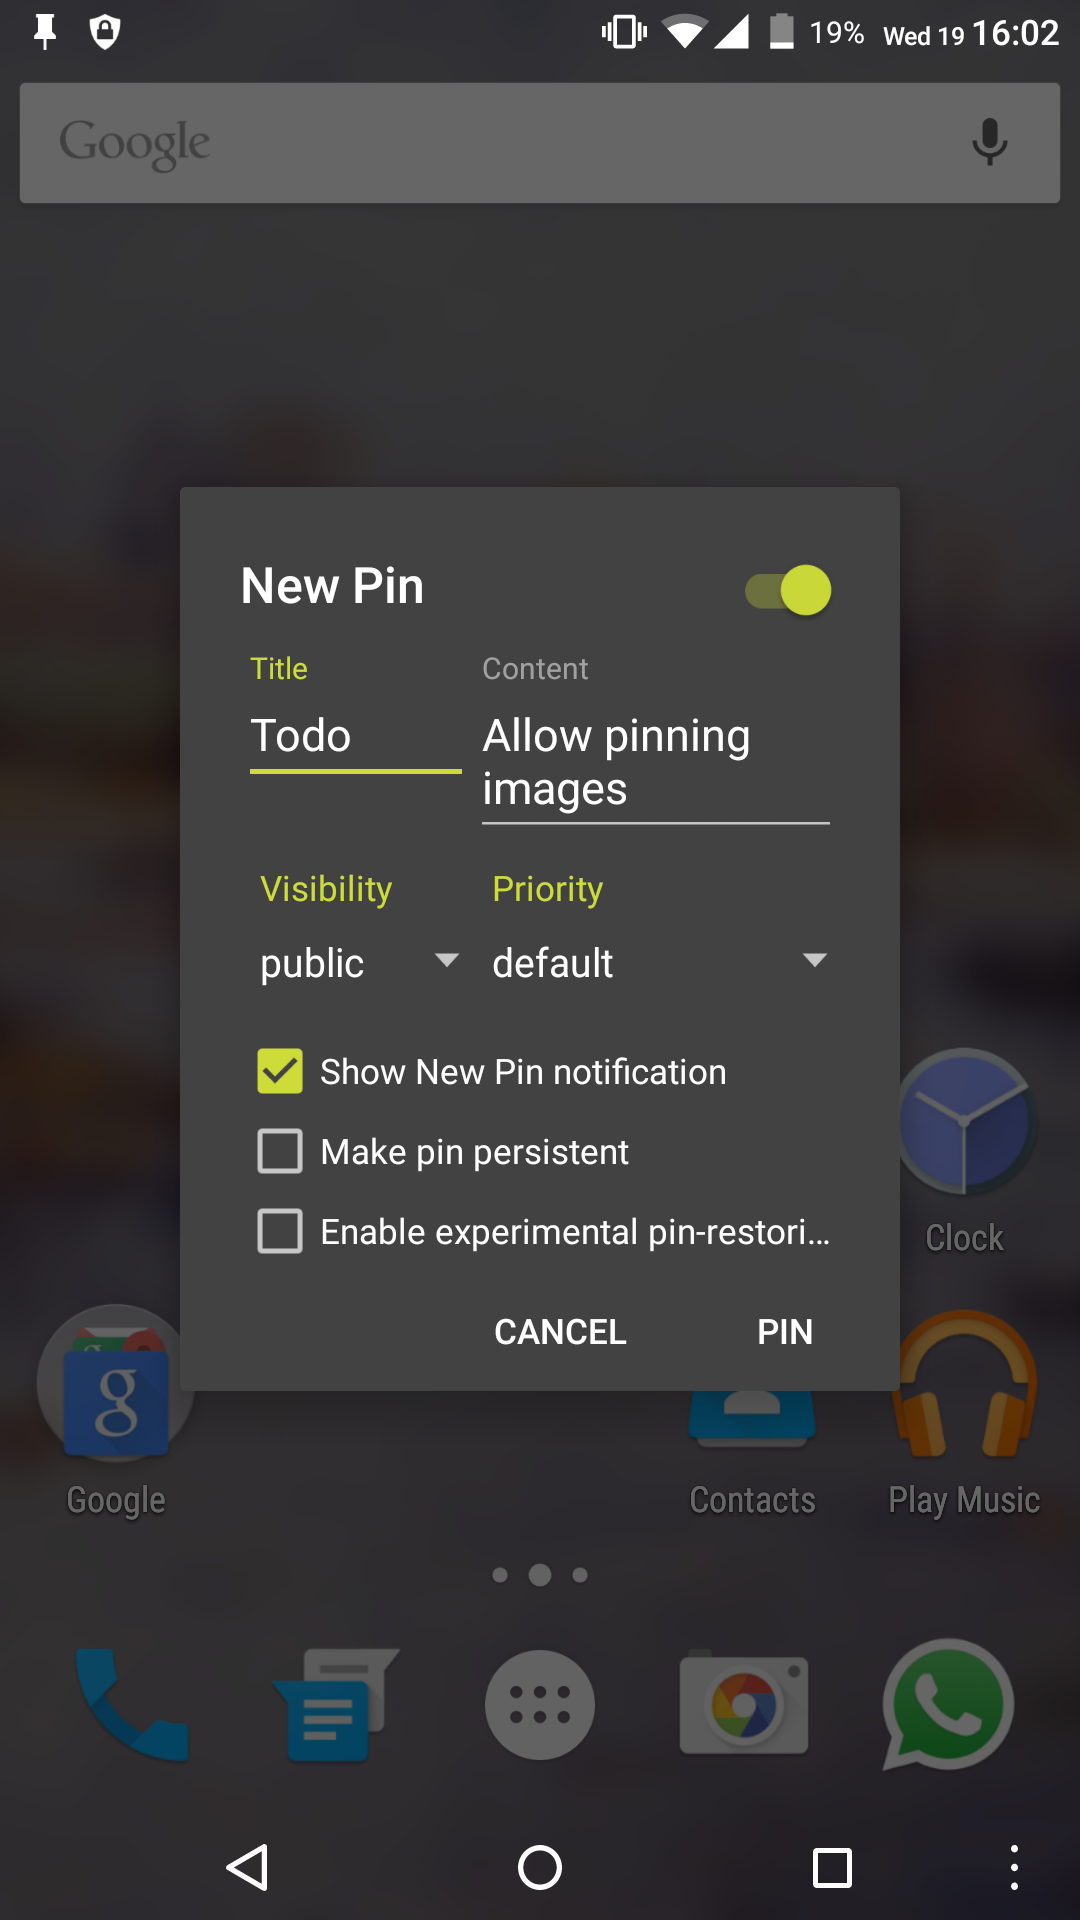 19% Wed 19 16:02
Google
New Pin
Title Content
Todo Allow pinning
images
Visibility Priority
public default
Show New Pin notification
Make pin persistent
Enable experimental pin-restori...
Clock
CANCEL PIN
g
Google Contacts Play Music